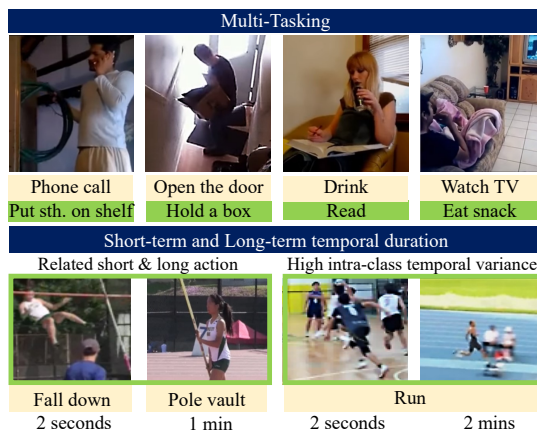 Multi-Tasking
Phone call Open the door Drink Watch TV
Put sth. on shelf Hold a box Read Eat snack
Short-term and Long-term temporal duration
Related short & long action High intra-class temporal variance
Fall down Pole vault Run
2 seconds 1 min 2 seconds 2 mins